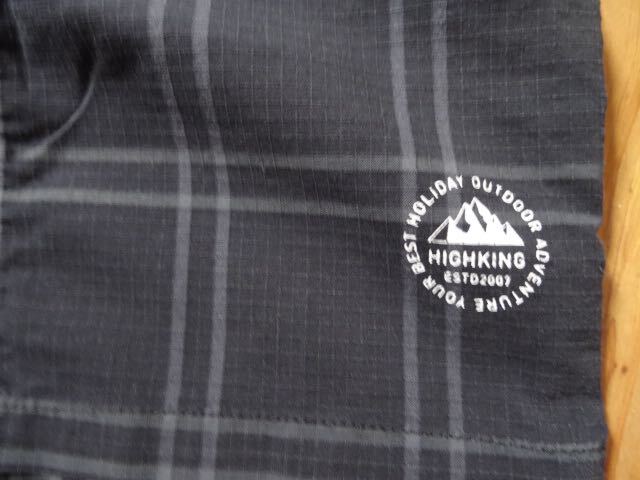 YOUR BEST HOLIDAY OUTDOOR ADVENTURE
HIGHKING
ESTD2007